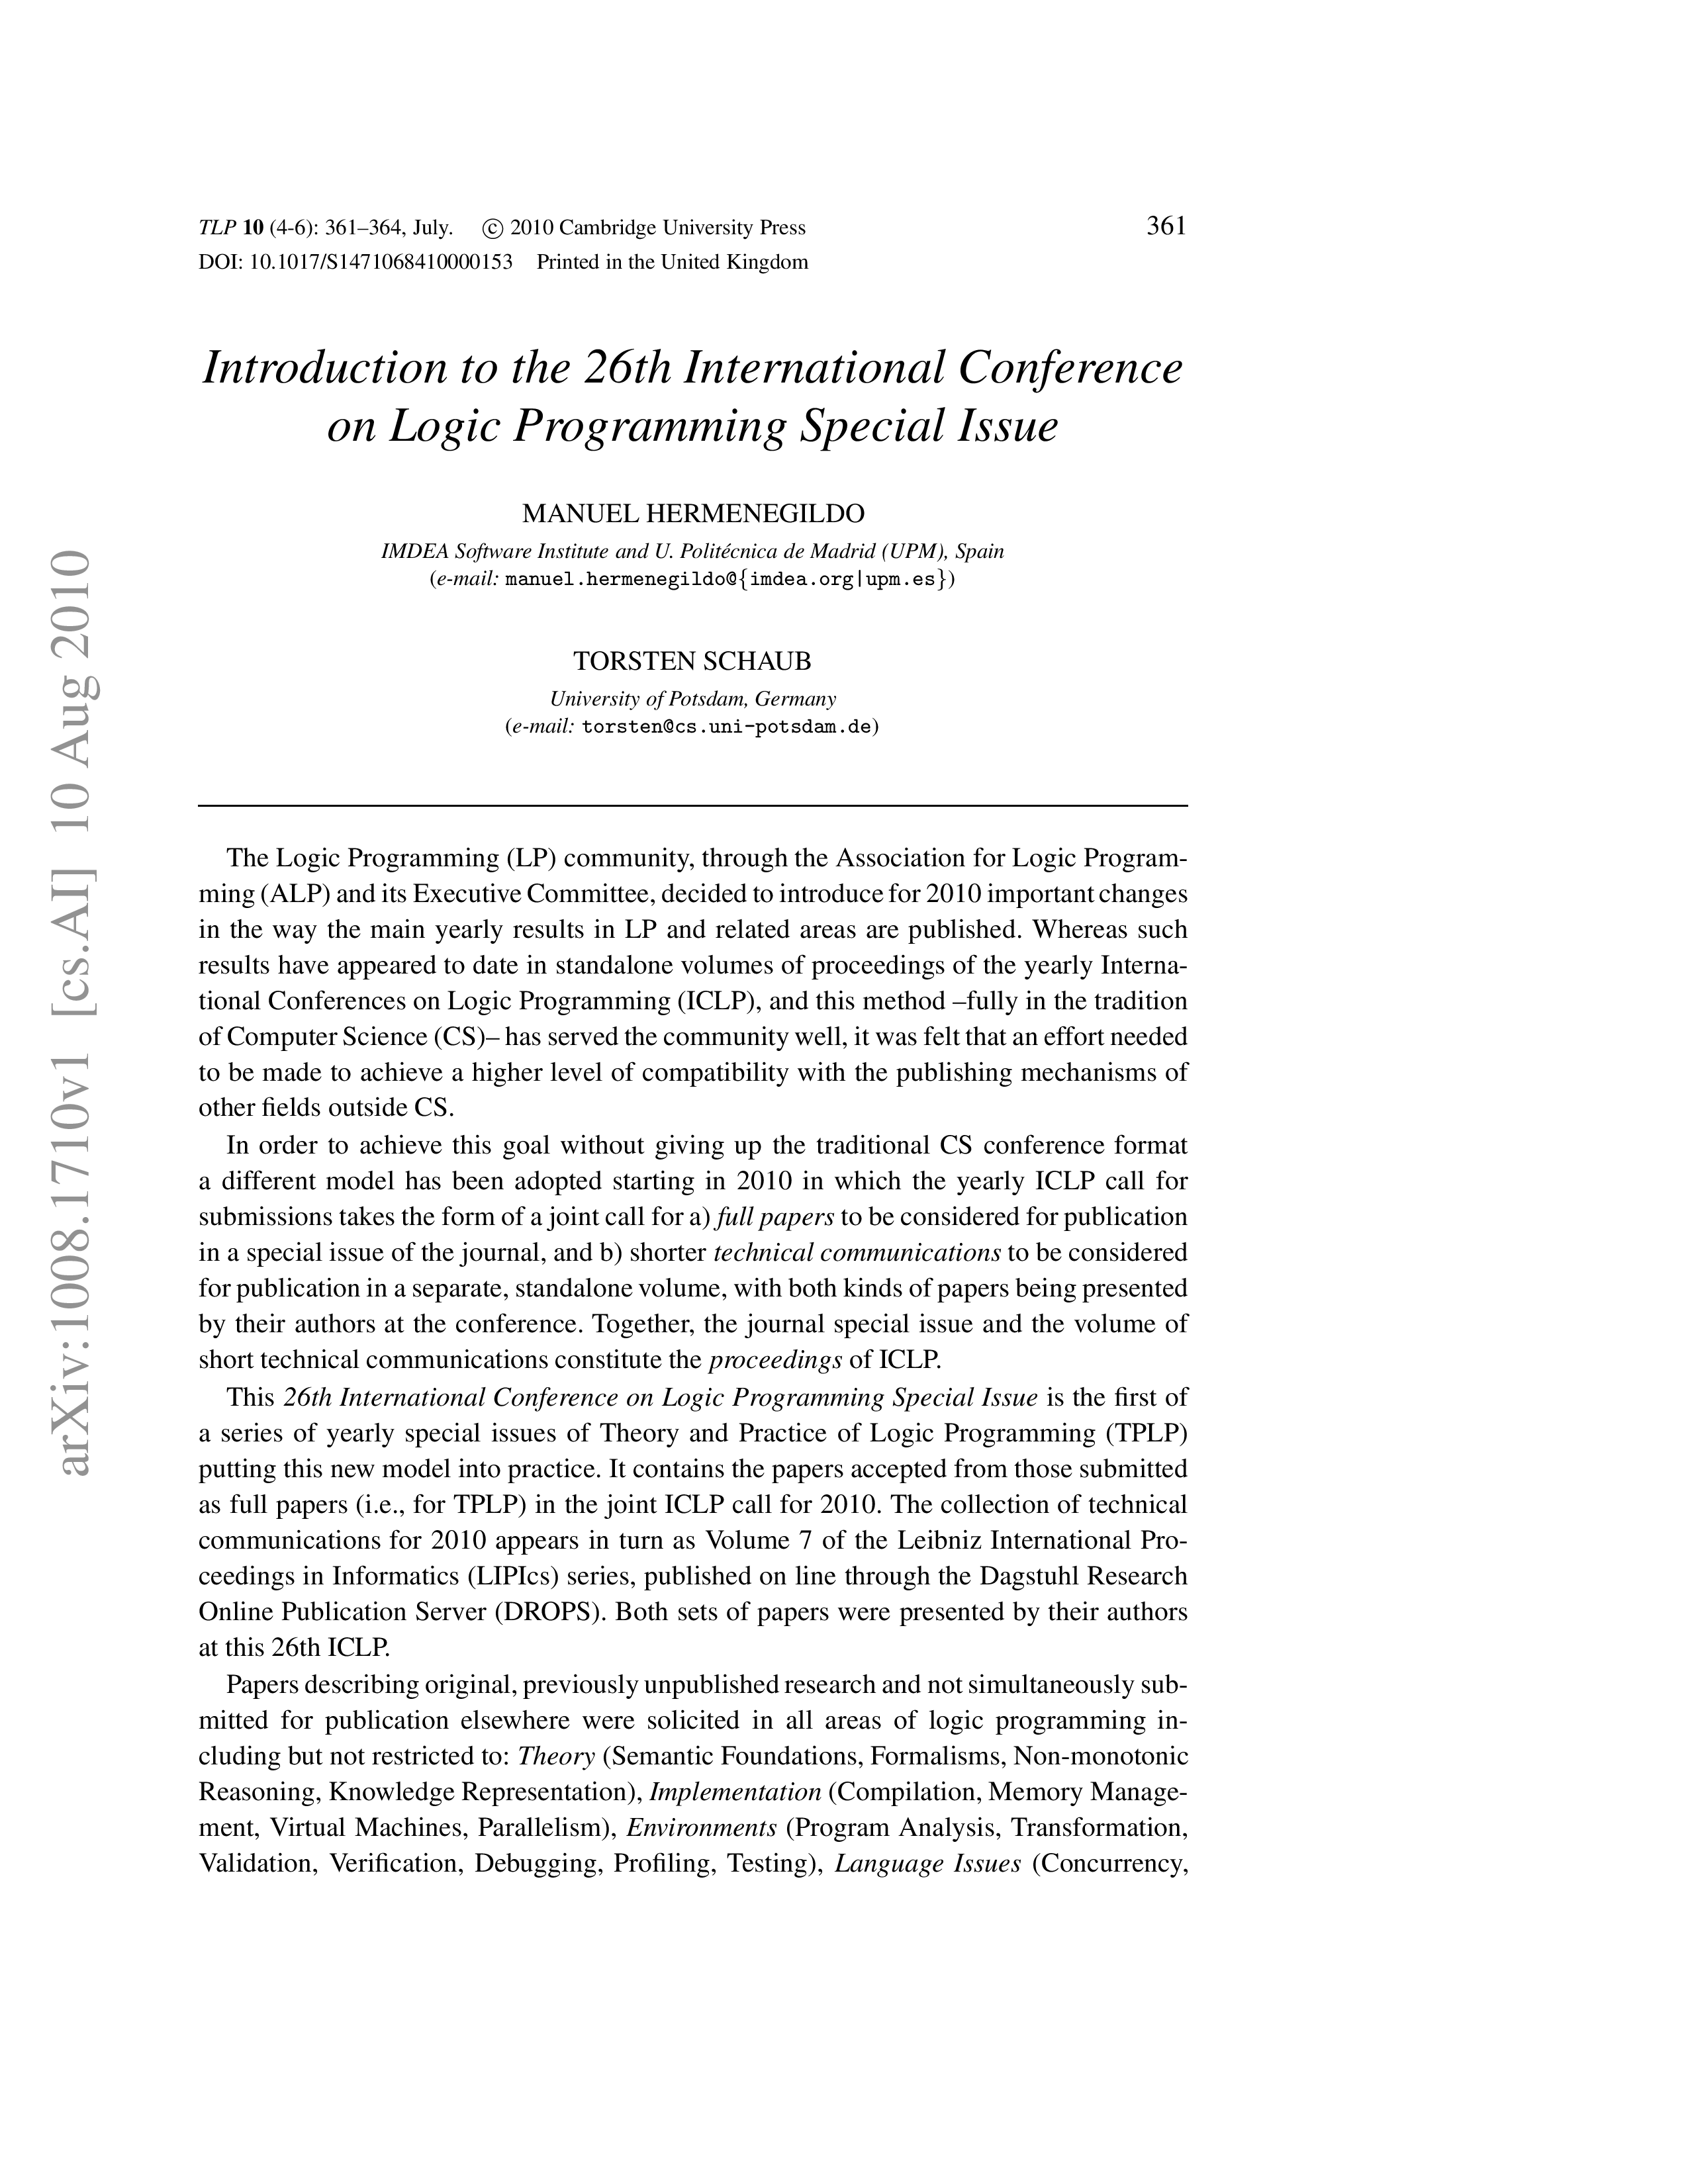 TLP 10 (4-6): 361–364, July. © 2010 Cambridge University Press 361
DOI: 10.1017/S1471068410000153 Printed in the United Kingdom
Introduction to the 26th International Conference
on Logic Programming Special Issue
MANUEL HERMENEGILDO
IMDEA Software Institute and U. Politécnica de Madrid (UPM), Spain
(e-mail: manuel.hermenegildo@{imdea.org|upm.es})
TORSTEN SCHAUB
University of Potsdam, Germany
(e-mail: torsten@cs.uni-potsdam.de)
The Logic Programming (LP) community, through the Association for Logic Program-
ming (ALP) and its Executive Committee, decided to introduce for 2010 important changes
in the way the main yearly results in LP and related areas are published. Whereas such
results have appeared to date in standalone volumes of proceedings of the yearly Interna-
tional Conferences on Logic Programming (ICLP), and this method –fully in the tradition
of Computer Science (CS)– has served the community well, it was felt that an effort needed
to be made to achieve a higher level of compatibility with the publishing mechanisms of
other fields outside CS.
In order to achieve this goal without giving up the traditional CS conference format
a different model has been adopted starting in 2010 in which the yearly ICLP call for
submissions takes the form of a joint call for a) full papers to be considered for publication
in a special issue of the journal, and b) shorter technical communications to be considered
for publication in a separate, standalone volume, with both kinds of papers being presented
by their authors at the conference. Together, the journal special issue and the volume of
short technical communications constitute the proceedings of ICLP.
This 26th International Conference on Logic Programming Special Issue is the first of
a series of yearly special issues of Theory and Practice of Logic Programming (TPLP)
putting this new model into practice. It contains the papers accepted from those submitted
as full papers (i.e., for TPLP) in the joint ICLP call for 2010. The collection of technical
communications for 2010 appears in turn as Volume 7 of the Leibniz International Pro-
ceedings in Informatics (LIPIcs) series, published on line through the Dagstuhl Research
Online Publication Server (DROPS). Both sets of papers were presented by their authors
at this 26th ICLP.
Papers describing original, previously unpublished research and not simultaneously sub-
mitted for publication elsewhere were solicited in all areas of logic programming in-
cluding but not restricted to: Theory (Semantic Foundations, Formalisms, Non-monotonic
Reasoning, Knowledge Representation), Implementation (Compilation, Memory Manage-
ment, Virtual Machines, Parallelism), Environments (Program Analysis, Transformation,
Validation, Verification, Debugging, Profiling, Testing), Language Issues (Concurrency,
arXiv:1008.1710v1 [cs.AI] 10 Aug 2010